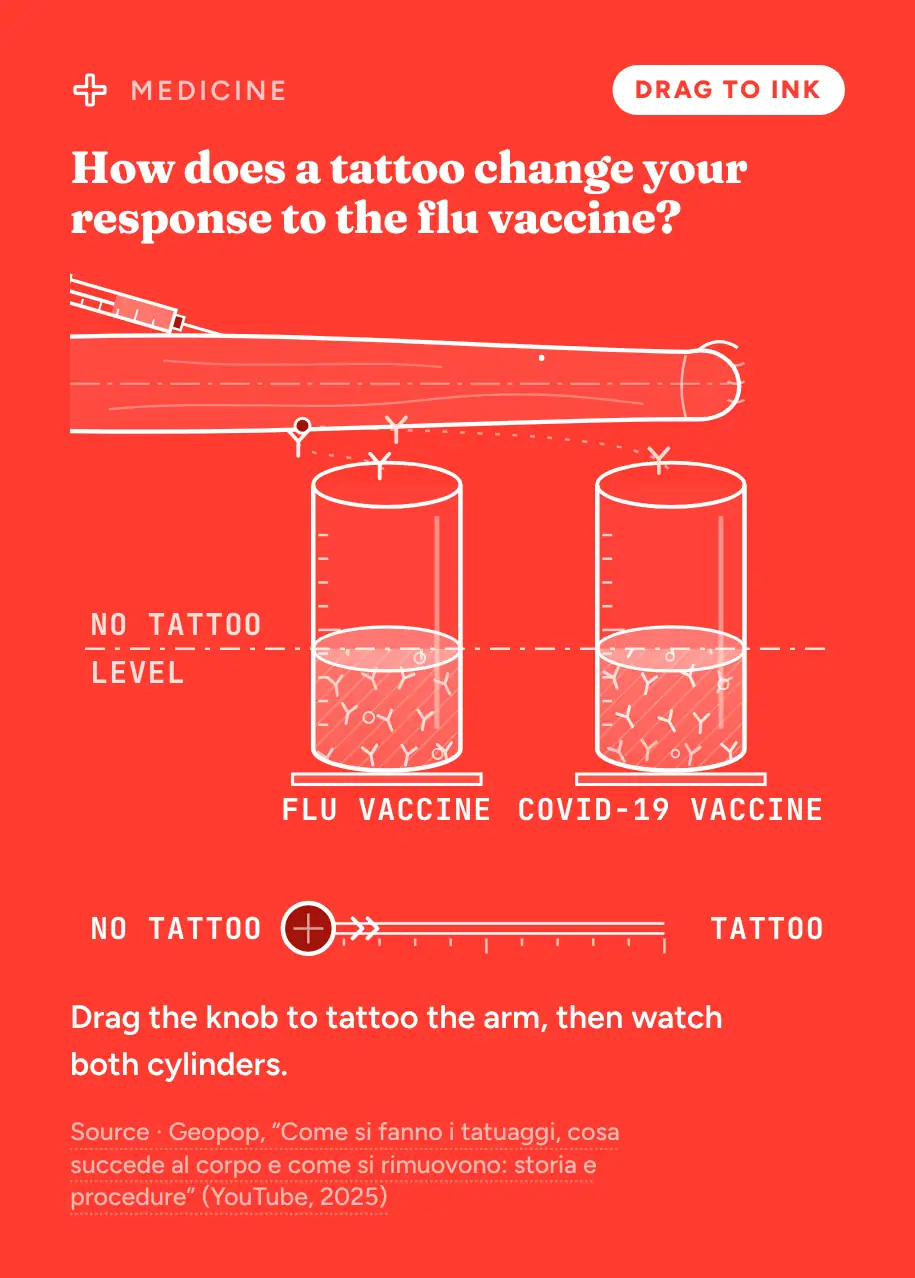 MEDICINE
DRAG TO INK
How does a tattoo change your
response to the flu vaccine?
NO TATTOO
LEVEL
FLU VACCINE
COVID-19 VACCINE
NO TATTOO
TATTOO
Drag the knob to tattoo the arm, then watch
both cylinders.
Source · Geopop, “Come si fanno i tatuaggi, cosa
succede al corpo e come si rimuovono: storia e
procedure” (YouTube, 2025)